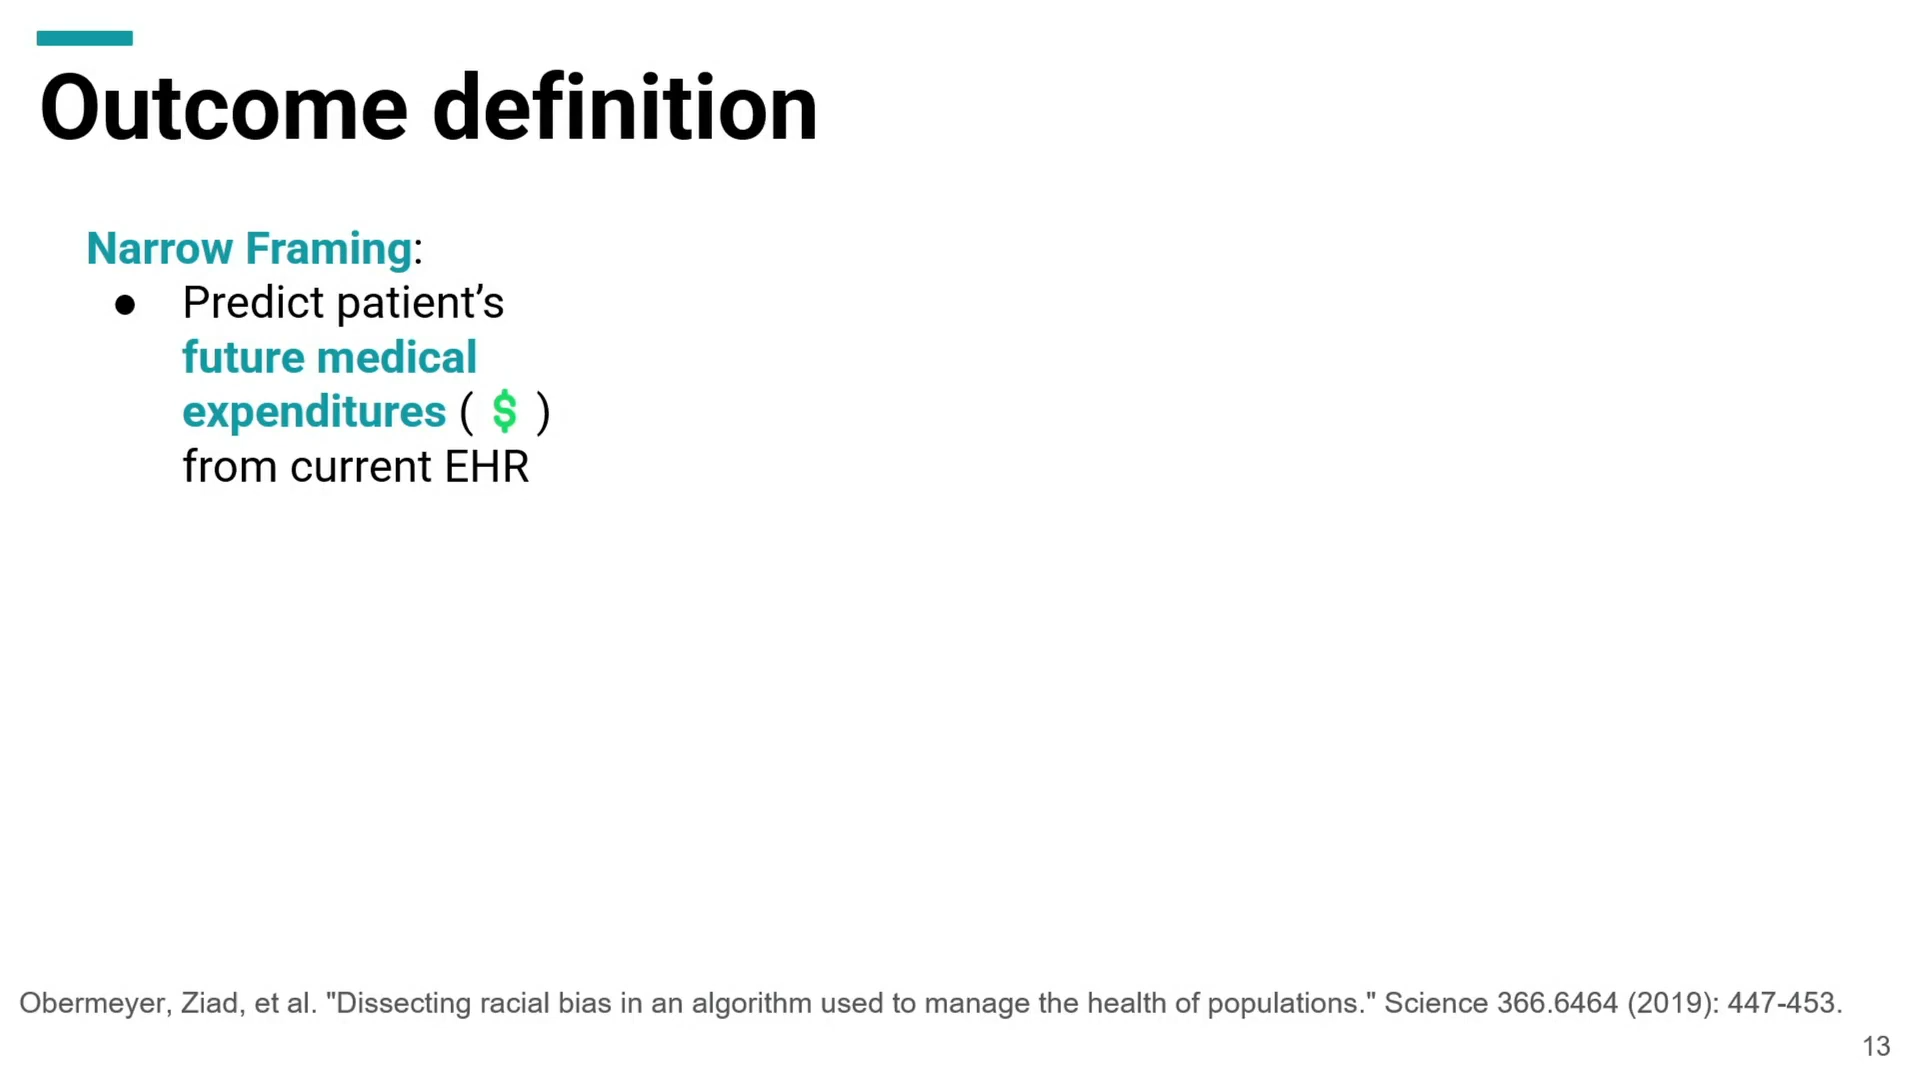 Outcome definition
Narrow Framing:
● Predict patient’s
future medical
expenditures ( $ )
from current EHR
Obermeyer, Ziad, et al. "Dissecting racial bias in an algorithm used to manage the health of populations." Science 366.6464 (2019): 447-453.
13